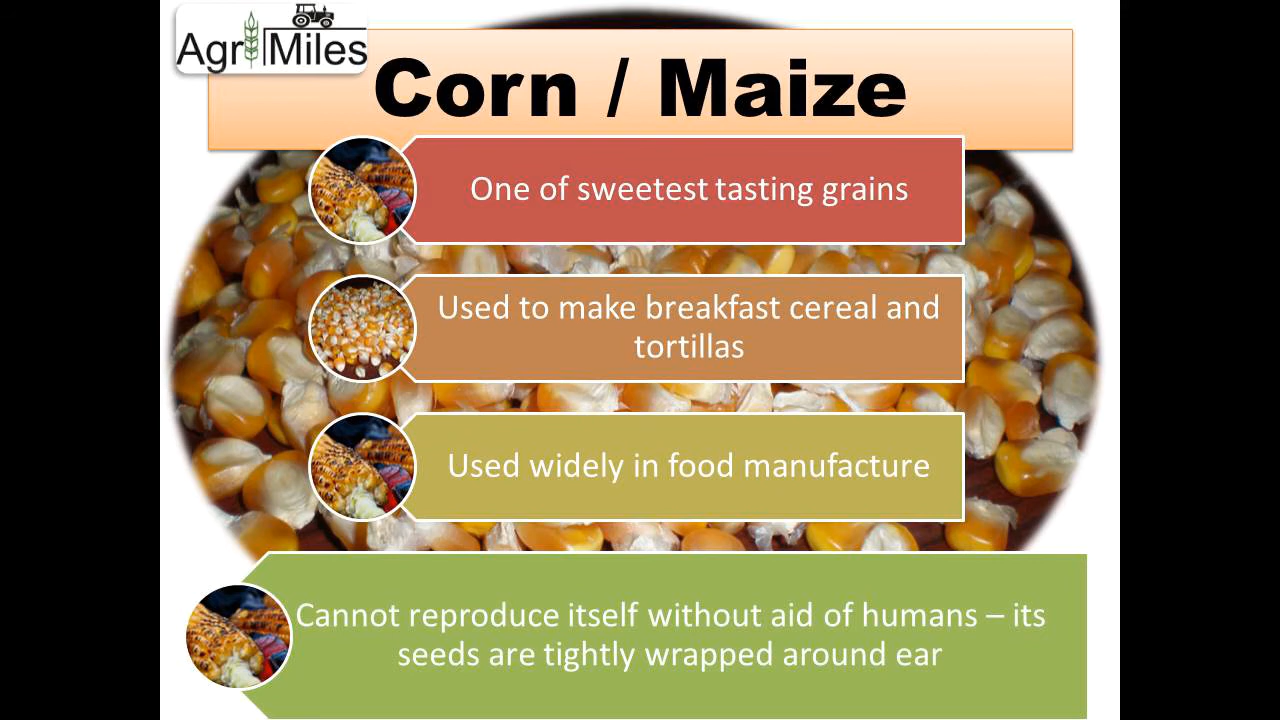 Agri Miles
Corn / Maize
One of sweetest tasting grains
Used to make breakfast cereal and
tortillas
Used widely in food manufacture
Cannot reproduce itself without aid of humans – its
seeds are tightly wrapped around ear